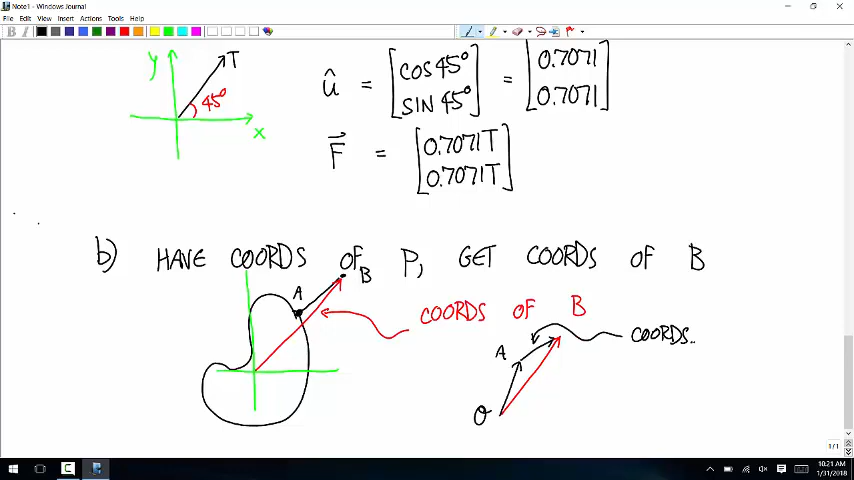 Note1 - Windows Journal
File Edit View Insert Actions Tools Help
B I
y
T
45°
x
û = [cos 45° SIN 45°] = [0.7071 0.7071]
F = [0.7071T 0.7071T]
b) HAVE COORDS OF P, GET COORDS OF B
A
B
COORDS OF B
A
COORDS..
O
1/1
10:21 AM
1/31/2018